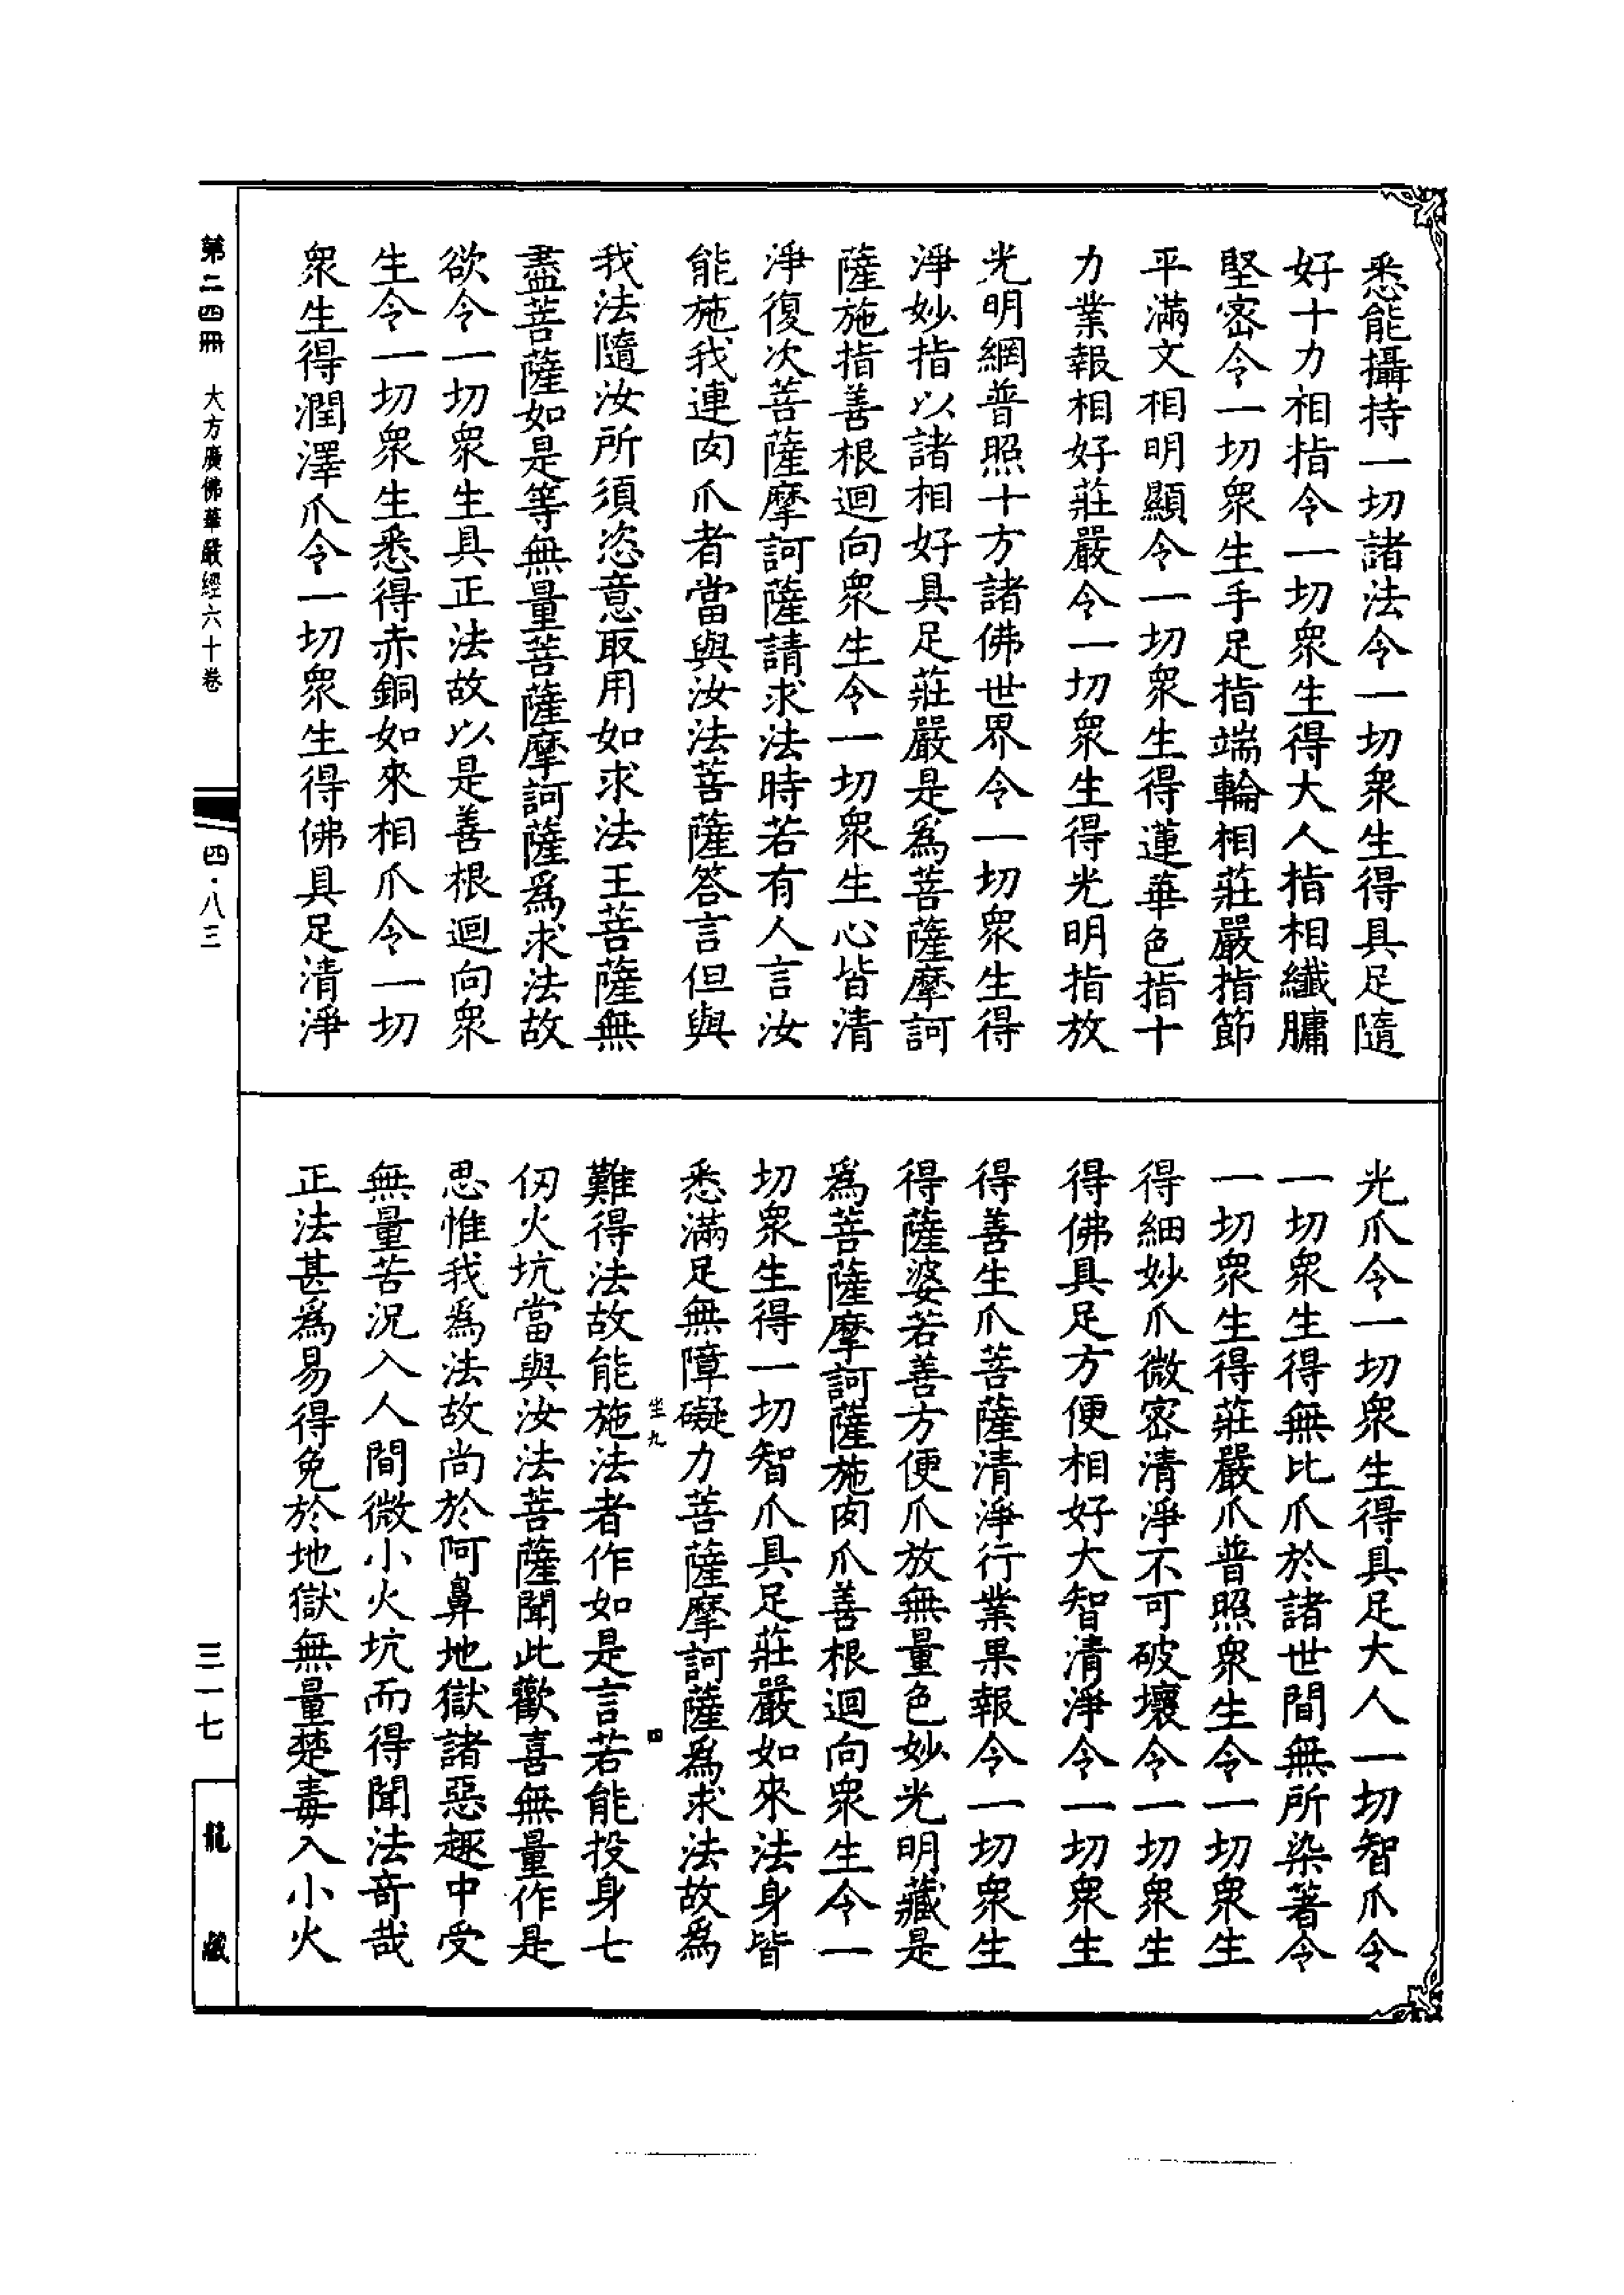 悉能攝持一切諸法令一切衆生得具足隨
好十力相指令一切衆生得大人指相纖𦟛
堅密令一切衆生手足指端輪相莊嚴指節
平滿文相明顯令一切衆生得蓮華色指十
力業報相好莊嚴令一切衆生得光明指放
光明網普照十方諸佛世界令一切衆生得
淨妙指以諸相好具足莊嚴是為菩薩摩訶
薩施指善根迴向衆生令一切衆生心皆清
淨復次菩薩摩訶薩請求法時若有人言汝
能施我連肉爪者當與汝法菩薩答言但與
我法隨汝所須恣意取用如求法王菩薩無
盡菩薩如是等無量菩薩摩訶薩為求法故
欲令一切衆生具正法故以是善根迴向衆
生令一切衆生悉得赤銅如來相爪令一切
衆生得潤澤爪令一切衆生得佛具足清淨
光爪令一切衆生得具足大人一切智爪令
一切衆生得無比爪於諸世間無所染著令
一切衆生得莊嚴爪普照衆生令一切衆生
得細妙爪微密清淨不可破壞令一切衆生
得佛具足方便相好大智清淨令一切衆生
得善生爪菩薩清淨行業果報令一切衆生
得薩婆若善方便爪放無量色妙光明藏是
為菩薩摩訶薩施肉爪善根迴向衆生令一
切衆生得一切智爪具足莊嚴如來法身皆
悉滿足無障礙力菩薩摩訶薩為求法故為
難得法故能施法者作如是言若能投身七
坐九
四
仞火坑當與汝法菩薩聞此歡喜無量作是
思惟我為法故尚於阿鼻地獄諸惡趣中受
無量苦況入人間微小火坑而得聞法奇哉
正法甚為易得免於地獄無量楚毒入小火
第二四冊 大方廣佛華嚴經六十卷
四·八三
三一七
龍藏